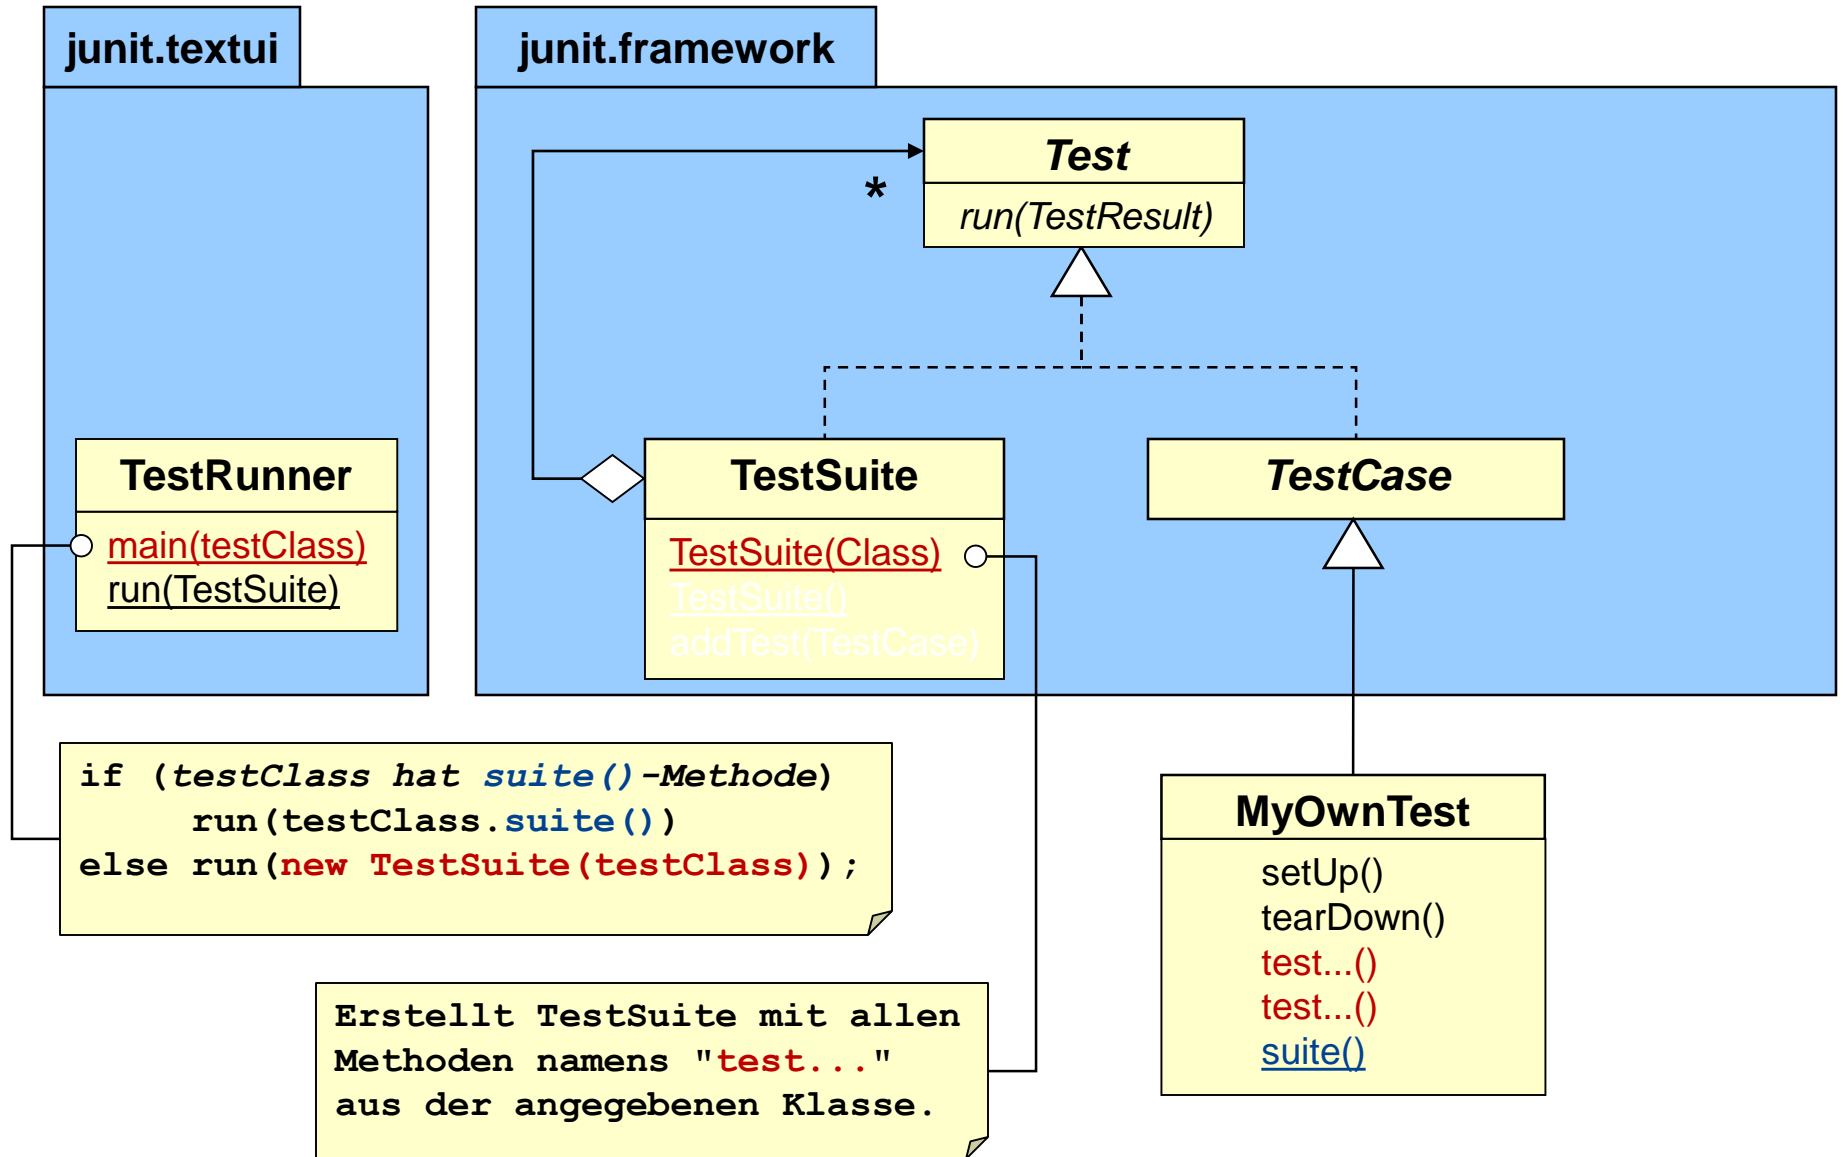 junit.textui
junit.framework
Test
*
run(TestResult)
TestRunner
main(testClass)
run(TestSuite)
TestSuite
TestSuite(Class)
TestSuite()
addTest(TestCase)
TestCase
if (testClass hat suite()-Methode)
run(testClass.suite())
else run(new TestSuite(testClass));
MyOwnTest
setUp()
tearDown()
test...()
test...()
suite()
Erstellt TestSuite mit allen
Methoden namens "test..."
aus der angegebenen Klasse.